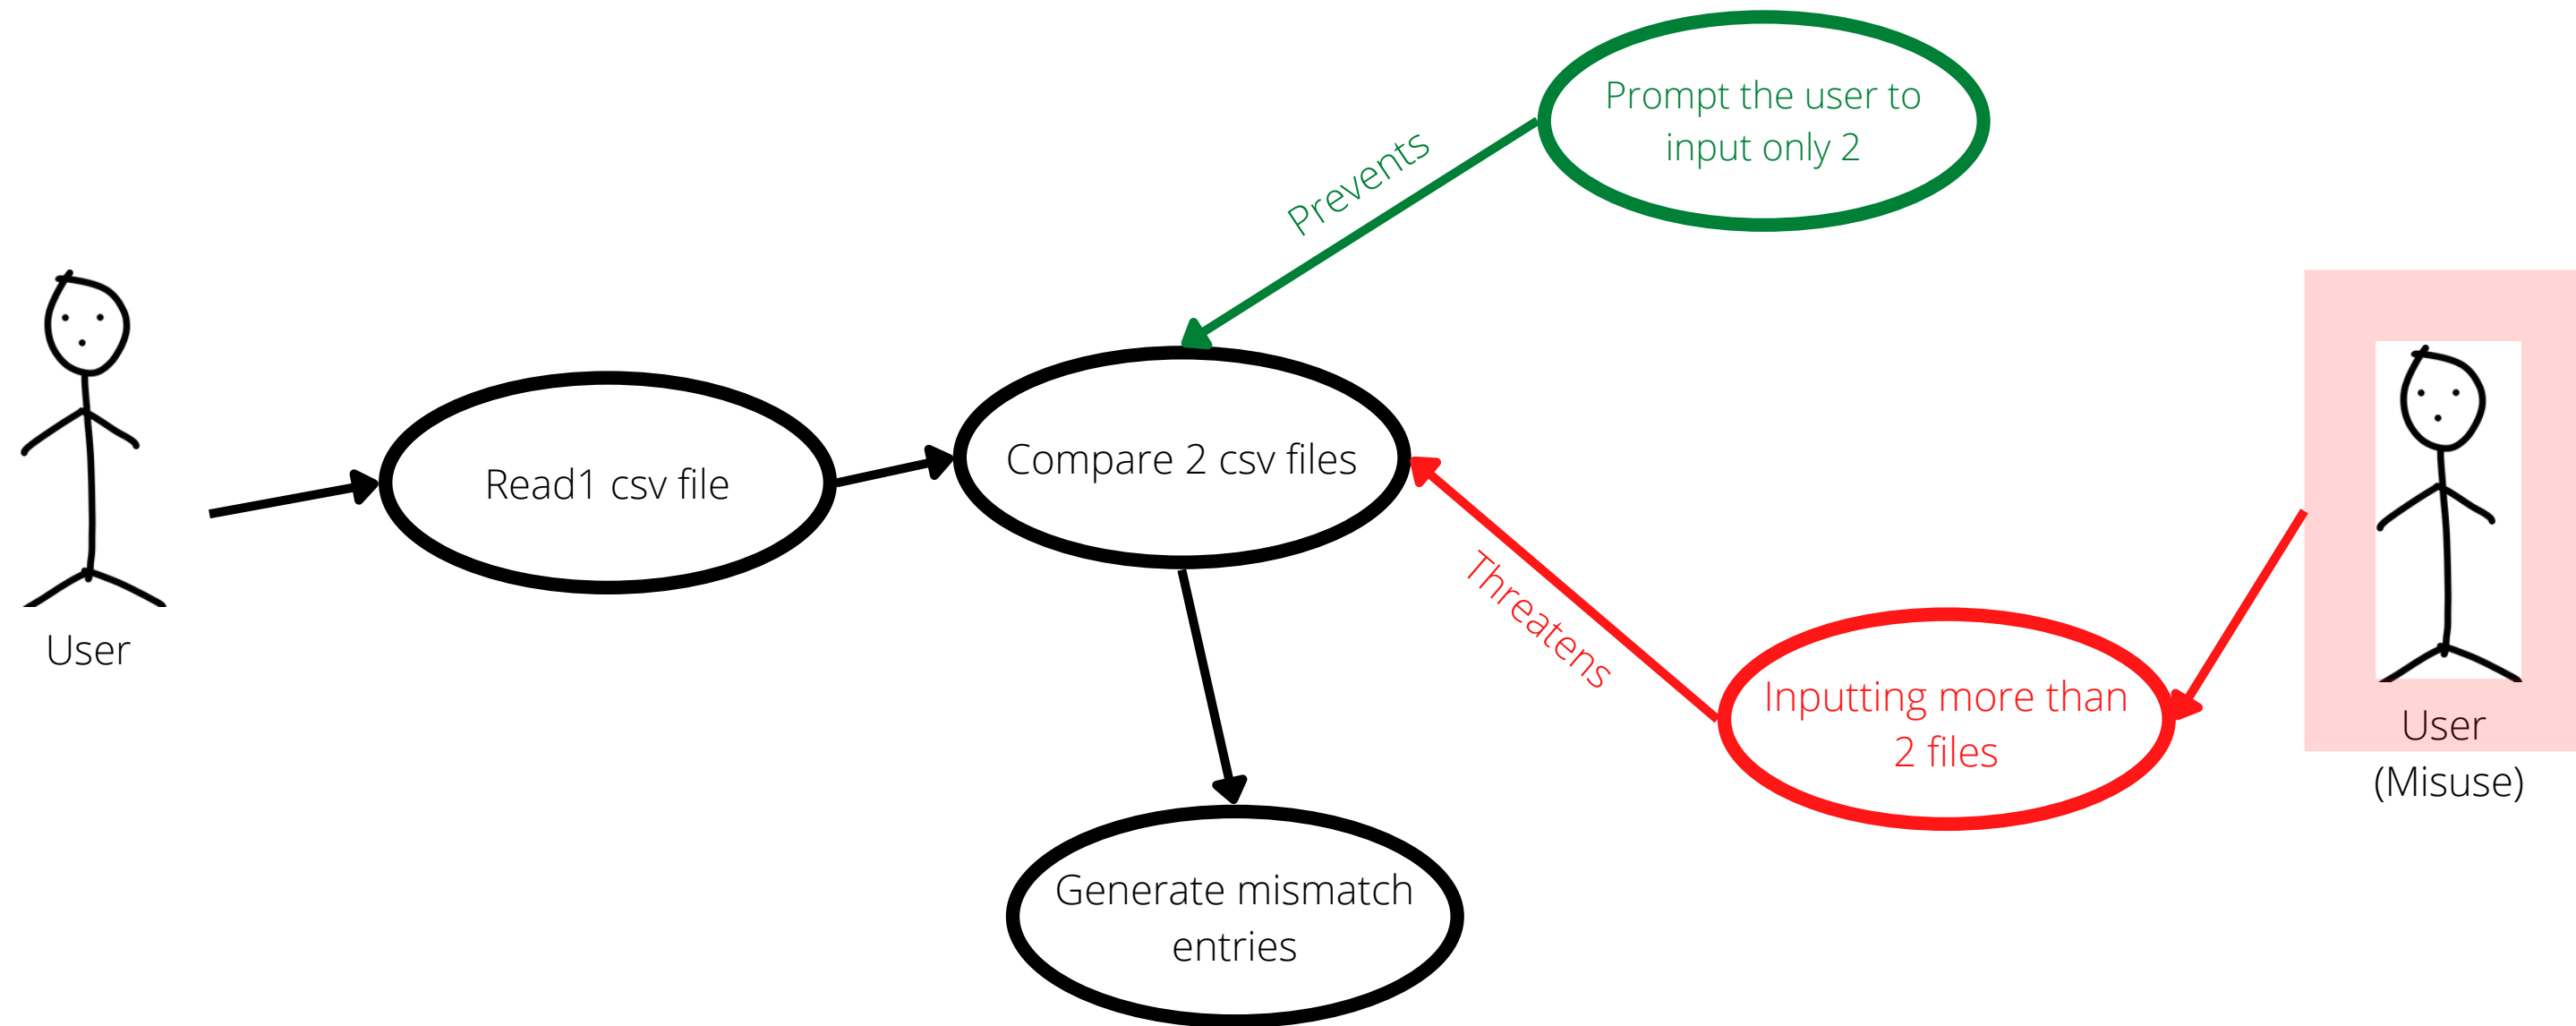 Prompt the user to
input only 2
Prevents
User
Read1 csv file
Compare 2 csv files
Threatens
Inputting more than
2 files
User
(Misuse)
Generate mismatch
entries